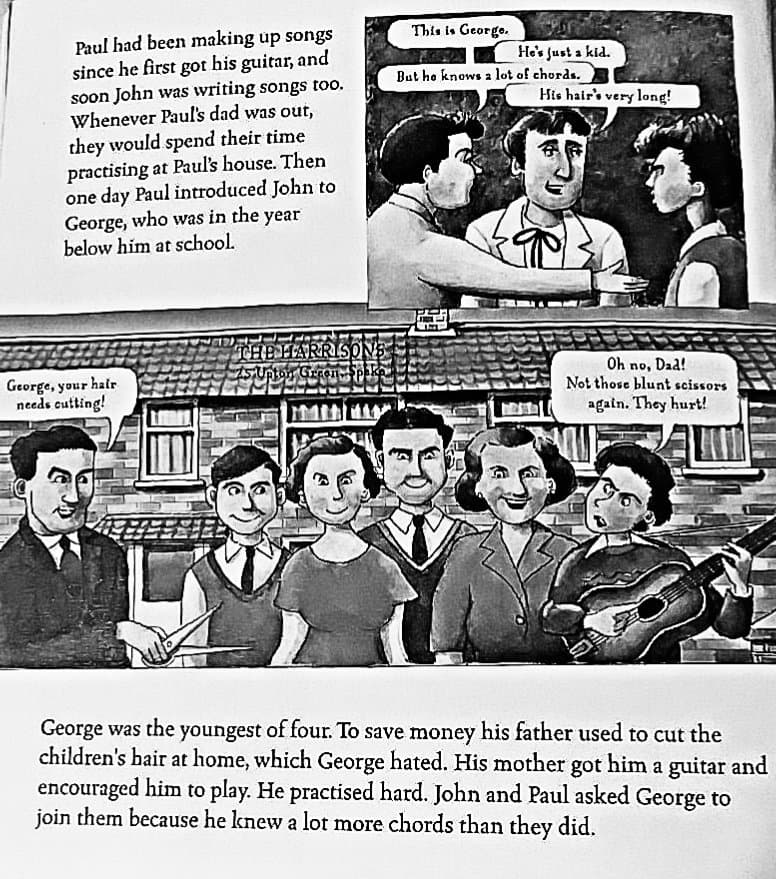 Paul had been making up songs
since he first got his guitar, and
soon John was writing songs too.
Whenever Paul's dad was out,
they would spend their time
practising at Paul's house. Then
one day Paul introduced John to
George, who was in the year
below him at school.
This is George.
He's just a kid.
But he knows a lot of chords.
His hair's very long!
THE HARRISONS
25 Upton Green, Speke
George, your hair
needs cutting!
Oh no, Dad!
Not those blunt scissors
again. They hurt!
George was the youngest of four. To save money his father used to cut the
children's hair at home, which George hated. His mother got him a guitar and
encouraged him to play. He practised hard. John and Paul asked George to
join them because he knew a lot more chords than they did.